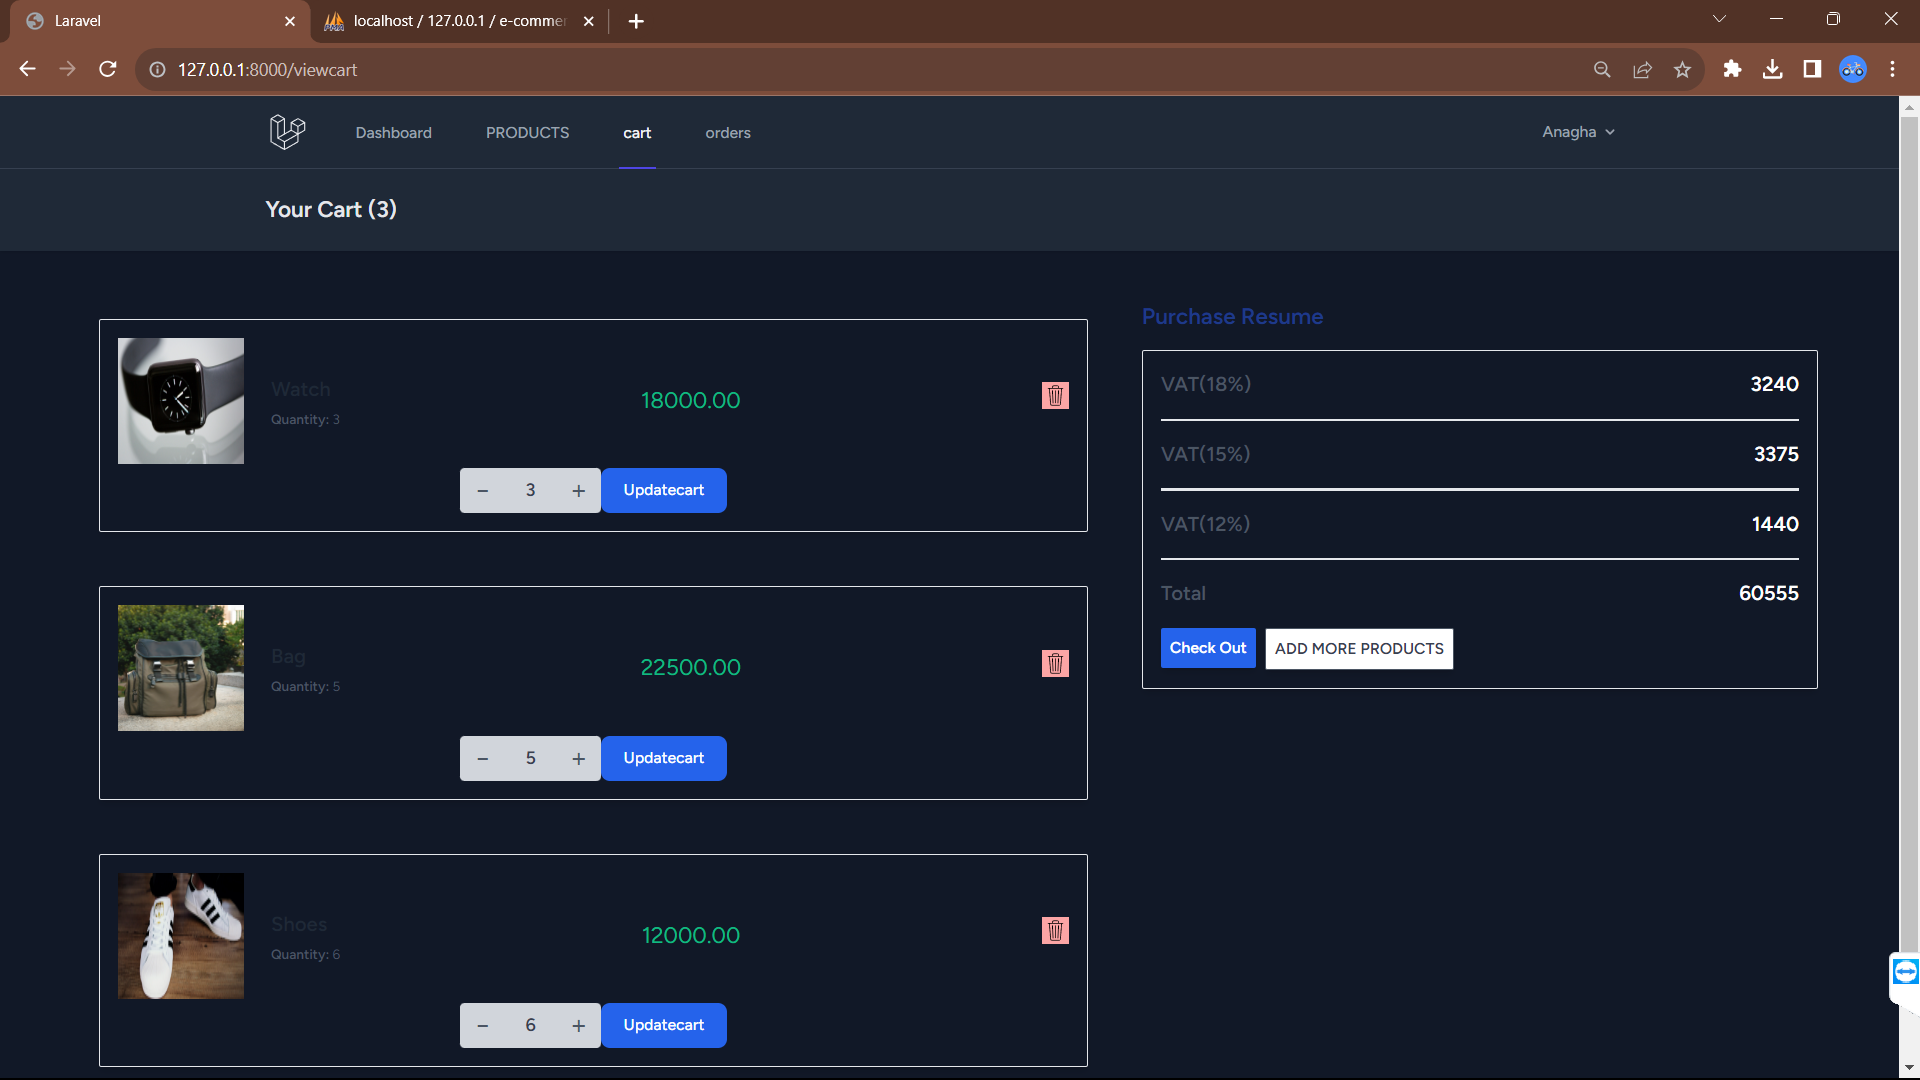 Laravel
localhost / 127.0.0.1 / e-comme
127.0.0.1:8000/viewcart
Dashboard
PRODUCTS
cart
orders
Anagha
Your Cart (3)
Watch
Quantity: 3
18000.00
− 3 +
Updatecart
Bag
Quantity: 5
22500.00
− 5 +
Updatecart
Shoes
Quantity: 6
12000.00
− 6 +
Updatecart
Purchase Resume
VAT(18%) 3240
VAT(15%) 3375
VAT(12%) 1440
Total 60555
Check Out
ADD MORE PRODUCTS